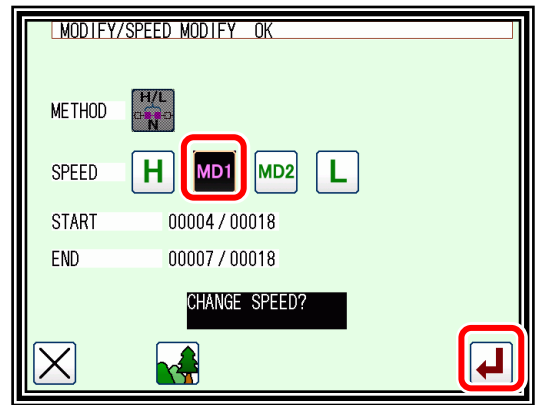 MODIFY/SPEED MODIFY OK
METHOD H/L
N
SPEED H MD1 MD2 L
START 00004/00018
END 00007/00018
CHANGE SPEED?